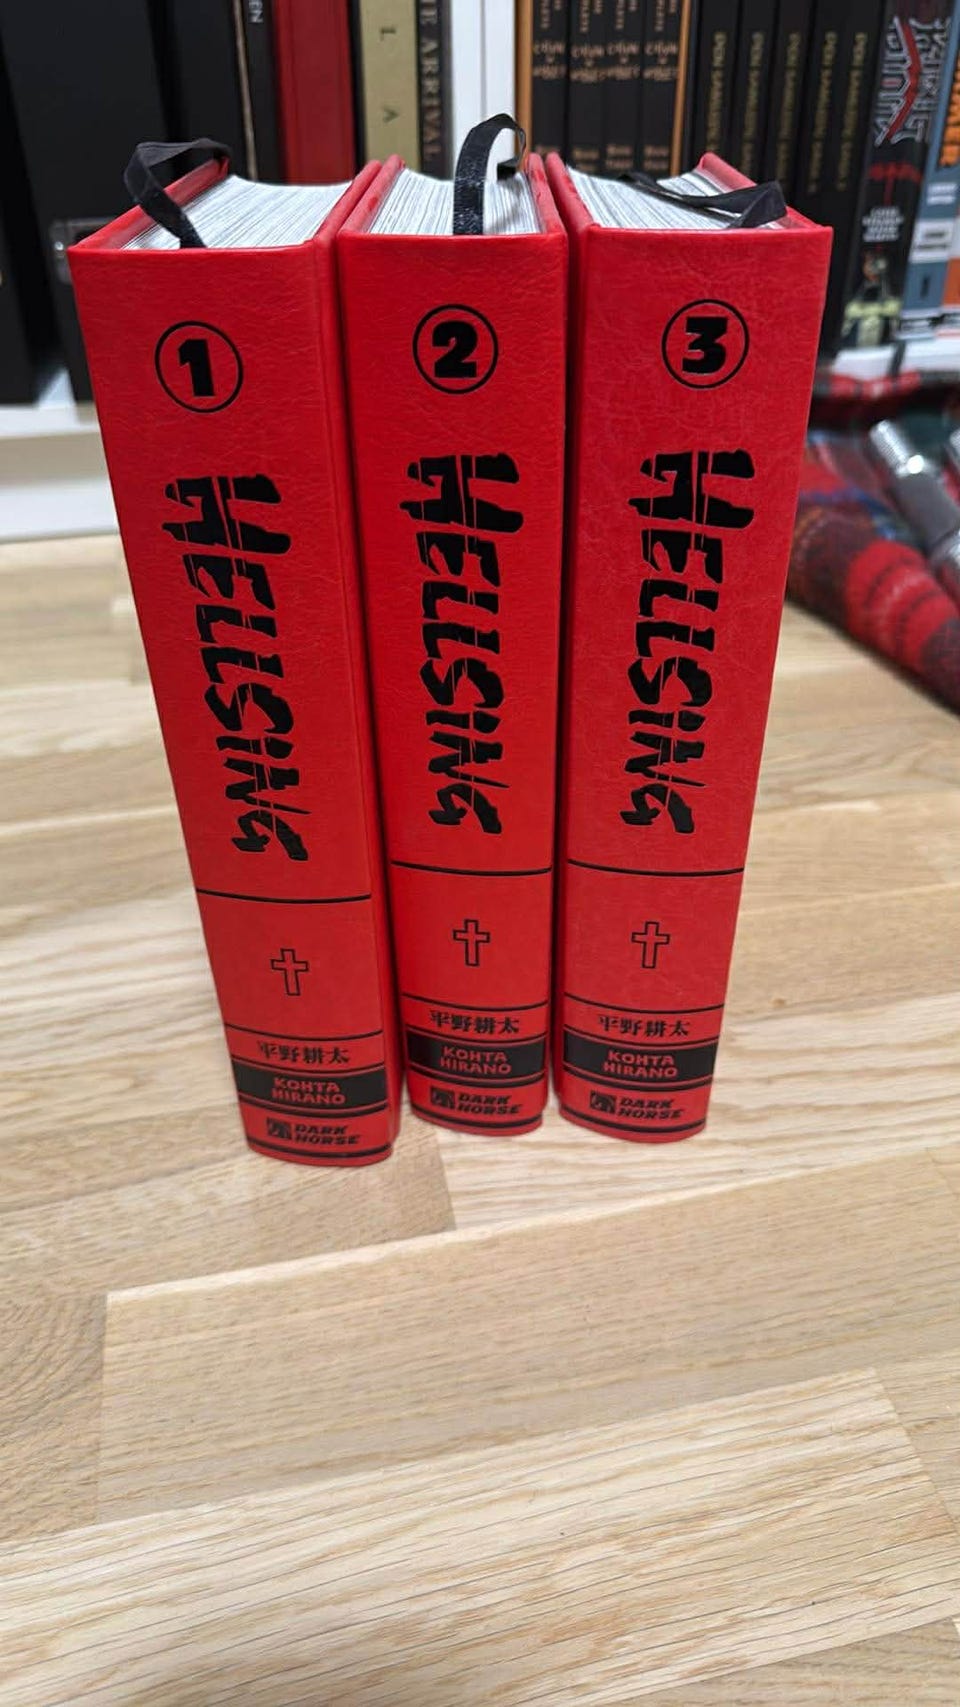 1
HELLSING
平野耕太
KOHTA
HIRANO
DARK
HORSE
2
HELLSING
平野耕太
KOHTA
HIRANO
DARK
HORSE
3
HELLSING
平野耕太
KOHTA
HIRANO
DARK
HORSE
E ARRIVAL
L A